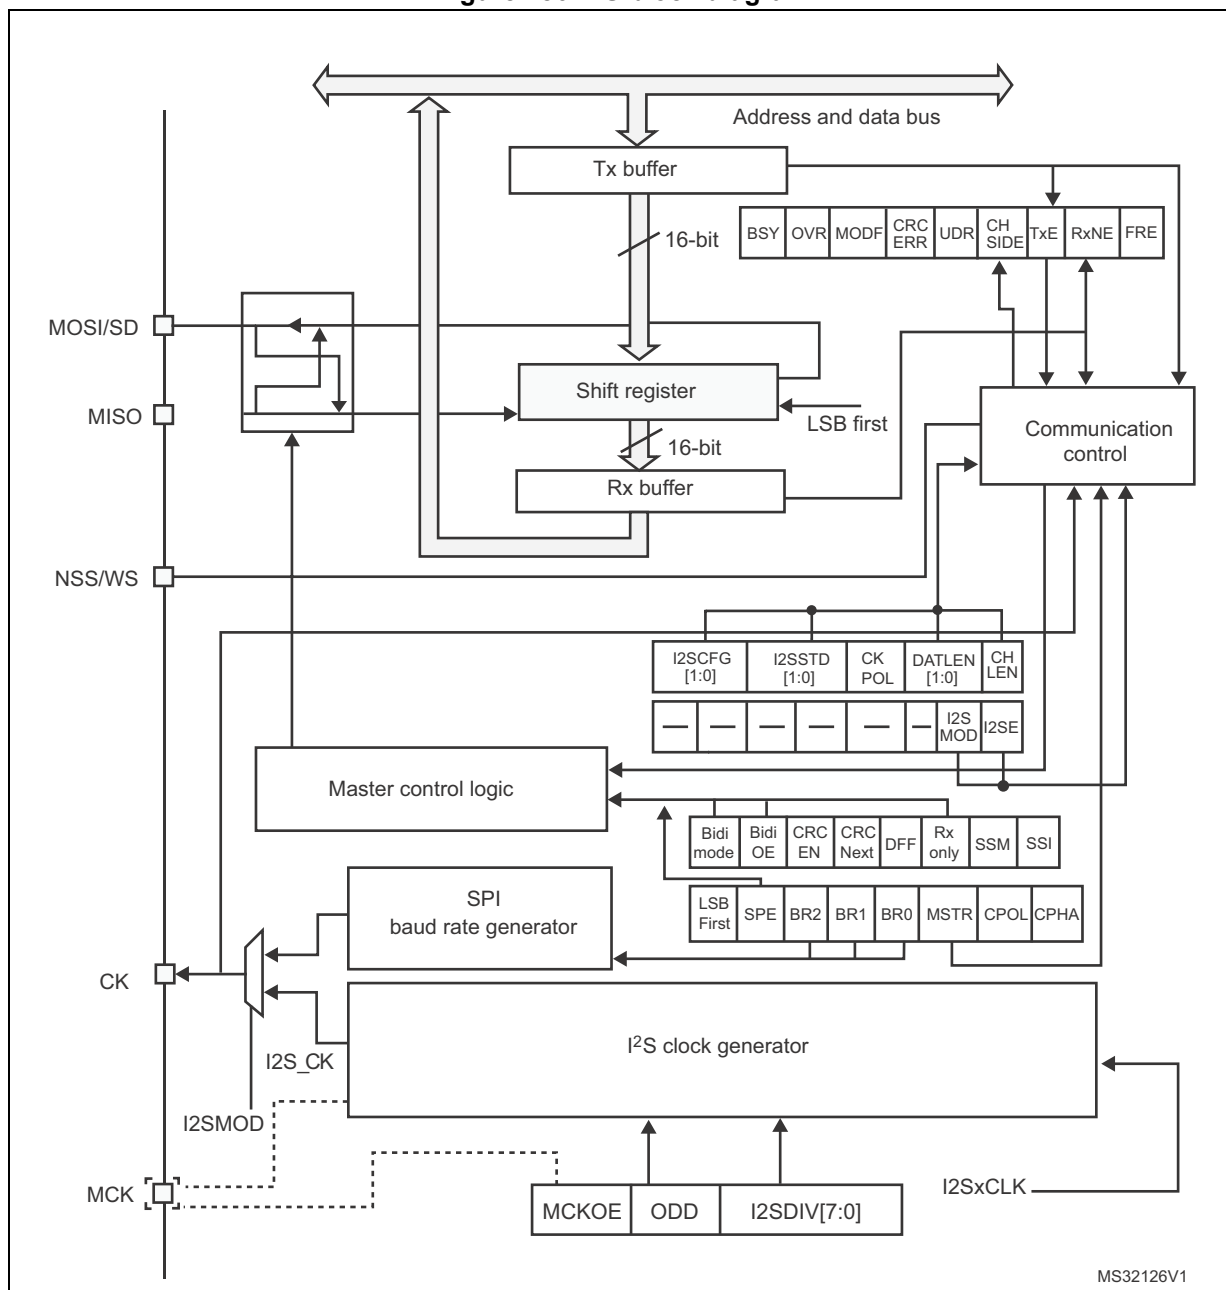 Address and data bus
Tx buffer
16-bit
BSY OVR MODF CRC ERR UDR CH SIDE TxE RxNE FRE
MOSI/SD
Shift register
MISO
LSB first
Communication control
16-bit
Rx buffer
NSS/WS
I2SCFG [1:0] I2SSTD [1:0] CK POL DATLEN [1:0] CH LEN
— — — — — — I2S MOD I2SE
Master control logic
Bidi mode Bidi OE CRC EN CRC Next DFF Rx only SSM SSI
SPI
baud rate generator
LSB First SPE BR2 BR1 BR0 MSTR CPOL CPHA
CK
I2S clock generator
I2S_CK
I2SMOD
MCK
I2SxCLK
MCKOE ODD I2SDIV[7:0]
MS32126V1